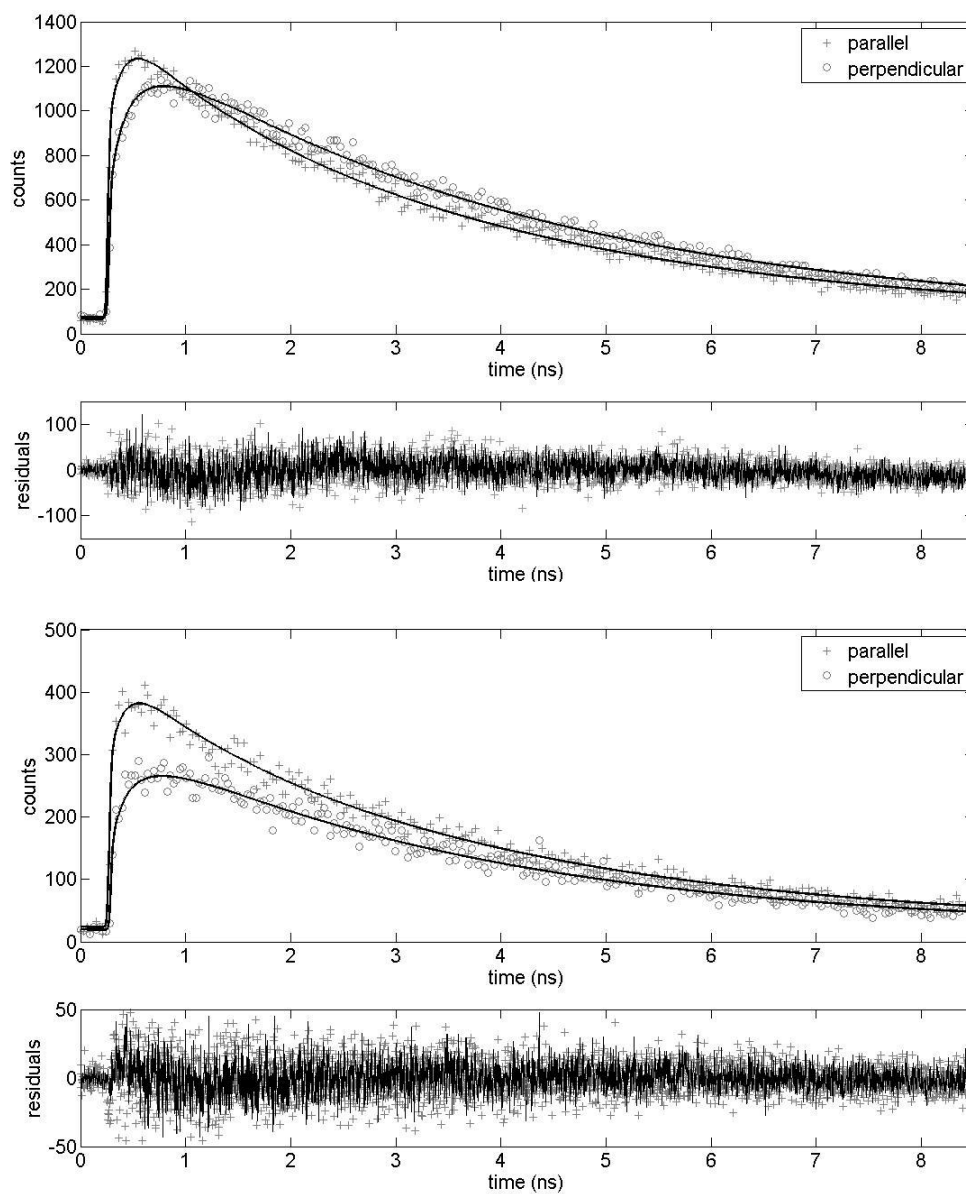 1400
1200
1000
800
600
400
200
0
counts
parallel
perpendicular
0 1 2 3 4 5 6 7 8
time (ns)
100
0
-100
residuals
0 1 2 3 4 5 6 7 8
time (ns)
500
400
300
200
100
0
counts
parallel
perpendicular
0 1 2 3 4 5 6 7 8
time (ns)
50
0
-50
residuals
0 1 2 3 4 5 6 7 8
time (ns)